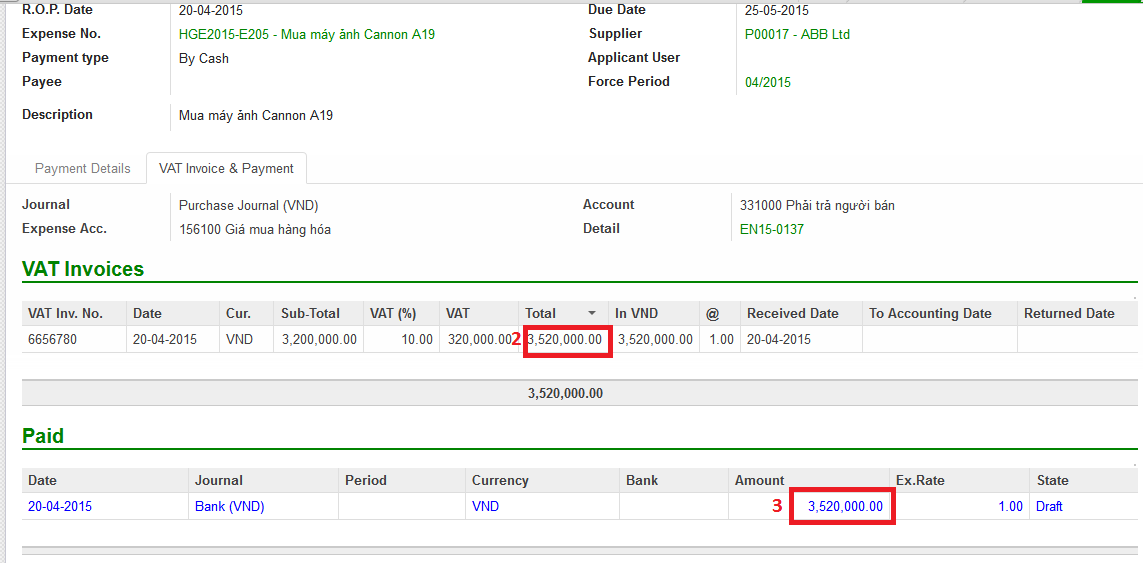 R.O.P. Date 20-04-2015 Due Date 25-05-2015
Expense No. HGE2015-E205 - Mua máy ảnh Cannon A19 Supplier P00017 - ABB Ltd
Payment type By Cash Applicant User
Payee Force Period 04/2015
Description Mua máy ảnh Cannon A19
Payment Details VAT Invoice & Payment
Journal Purchase Journal (VND) Account 331000 Phải trả người bán
Expense Acc. 156100 Giá mua hàng hóa Detail EN15-0137
VAT Invoices
VAT Inv. No. Date Cur. Sub-Total VAT (%) VAT Total In VND @ Received Date To Accounting Date Returned Date
6656780 20-04-2015 VND 3,200,000.00 10.00 320,000.00 2 3,520,000.00 3,520,000.00 1.00 20-04-2015
3,520,000.00
Paid
Date Journal Period Currency Bank Amount Ex.Rate State
20-04-2015 Bank (VND) VND 3 3,520,000.00 1.00 Draft